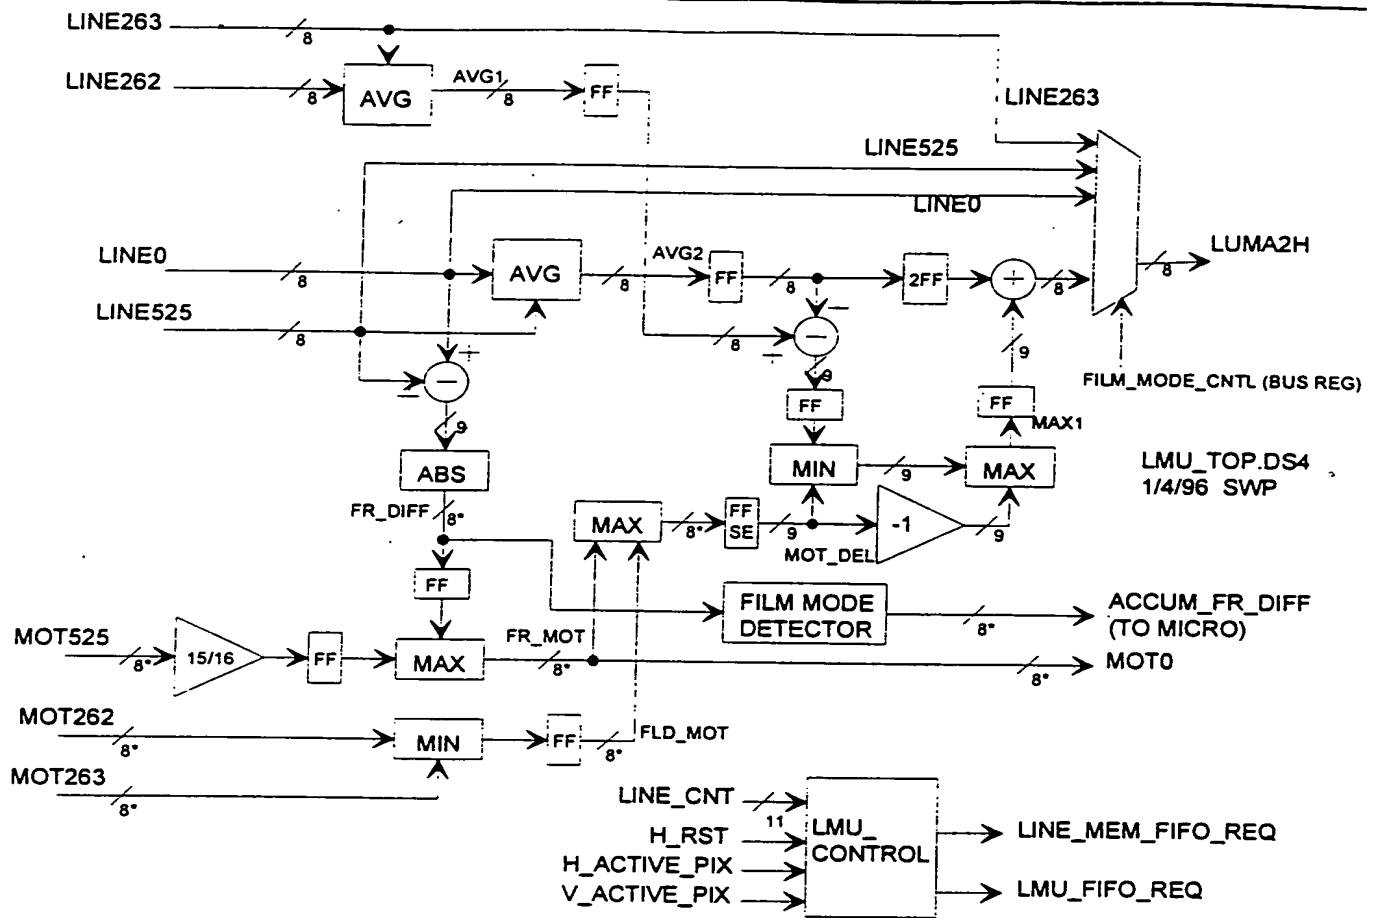 LINE263
8
LINE262
8
AVG
AVG1
8
FF
LINE263
LINE525
LINE0
LINE0
8
AVG
8
AVG2
FF
8
2FF
+
8
8
LUMA2H
LINE525
8
8
−
+
−
9
9
FILM_MODE_CNTL (BUS REG)
+
−
−
9
FF
FF
MAX1
ABS
MIN
9
MAX
LMU_TOP.DS4
1/4/96 SWP
FR_DIFF
8*
MAX
8*
FF
SE
9
MOT_DEL
-1
9
FF
FILM MODE
DETECTOR
8*
ACCUM_FR_DIFF
(TO MICRO)
MOT525
8*
15/16
FF
MAX
FR_MOT
8*
8*
MOT0
MOT262
8*
MIN
FF
8*
FLD_MOT
MOT263
8*
LINE_CNT
11
H_RST
H_ACTIVE_PIX
V_ACTIVE_PIX
LMU_
CONTROL
LINE_MEM_FIFO_REQ
LMU_FIFO_REQ